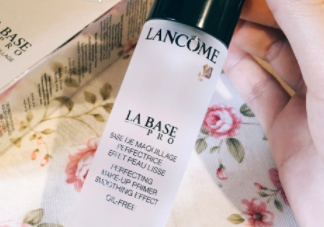 LA BASE
PRO
LANCÔME
LA BASE
PRO
BASE DE MAQUILLAGE
PERFECTRICE
EFFET PEAU LISSE
PERFECTING
MAKE-UP PRIMER
SMOOTHING EFFECT
OIL-FREE